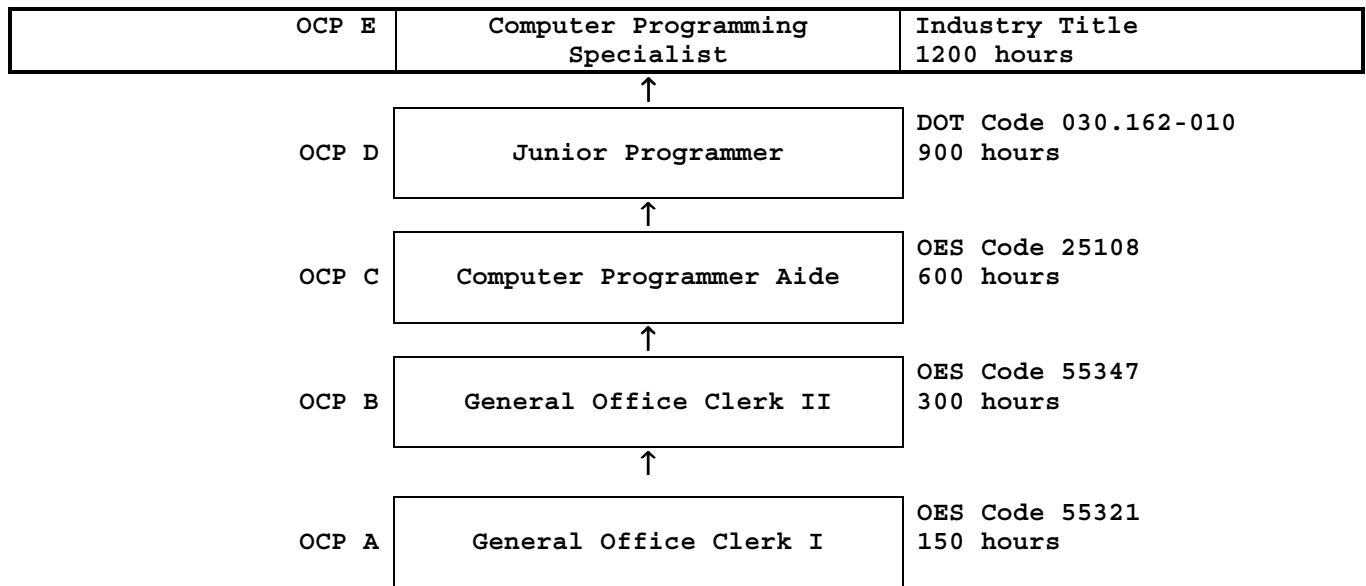 OCP E Computer Programming Industry Title
Specialist 1200 hours
↑
DOT Code 030.162-010
OCP D Junior Programmer 900 hours
↑
OES Code 25108
OCP C Computer Programmer Aide 600 hours
↑
OES Code 55347
OCP B General Office Clerk II 300 hours
↑
OES Code 55321
OCP A General Office Clerk I 150 hours